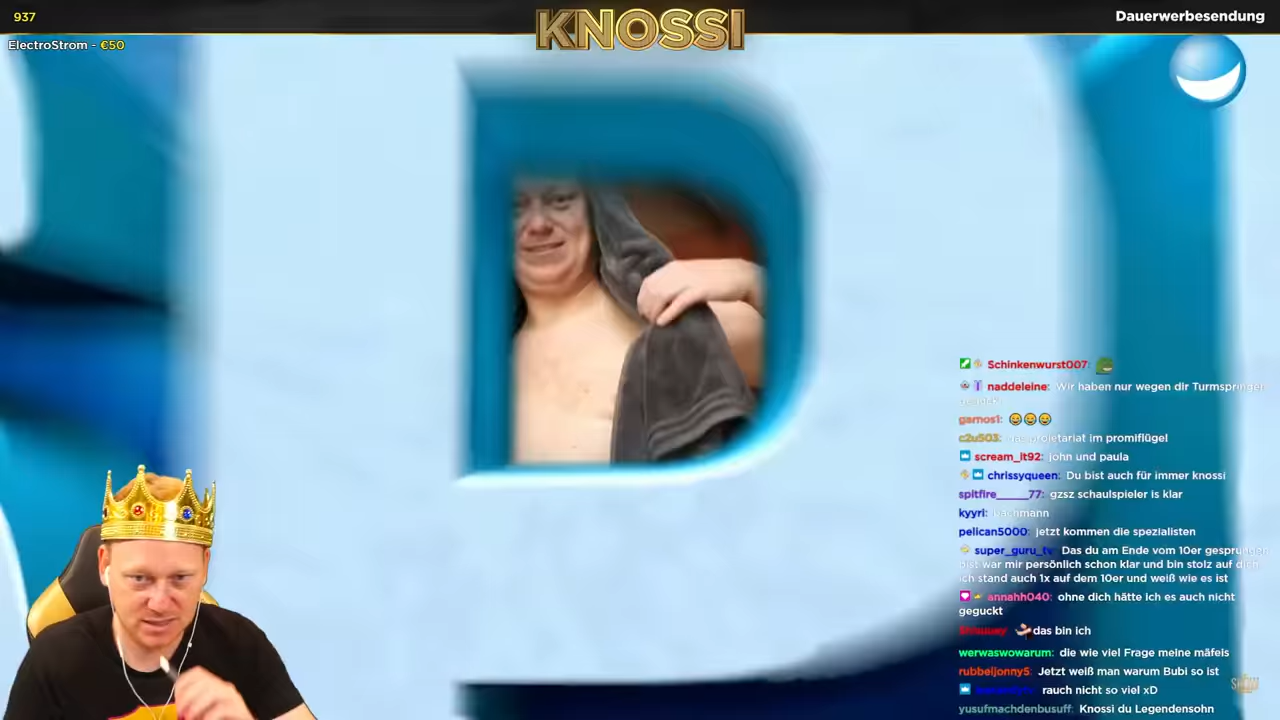 937
KNOSSI
Dauerwerbesendung
ElectroStrom - €50
Schinkenwurst007:
naddeleine: Wir haben nur wegen dir Turmspringen
gamos1:
c2u503: das proletariat im promiflügel
scream_it92: john und paula
chrissyqueen: Du bist auch für immer knossi
spitfire_____77: gzsz schaulspieler is klar
kyyri: bachmann
pelican5000: jetzt kommen die spezialisten
super_guru_tv: Das du am Ende vom 10er gesprungen
bist war mir persönlich schon klar und bin stolz auf dich
ich stand auch 1x auf dem 10er und weiß wie es ist
annahh040: ohne dich hätte ich es auch nicht
geguckt
das bin ich
werwaswowarum: die wie viel Frage meine mäfeis
rubbeljonny5: Jetzt weiß man warum Bubi so ist
rauch nicht so viel xD
yusufmachdenbusuff: Knossi du Legendensohn